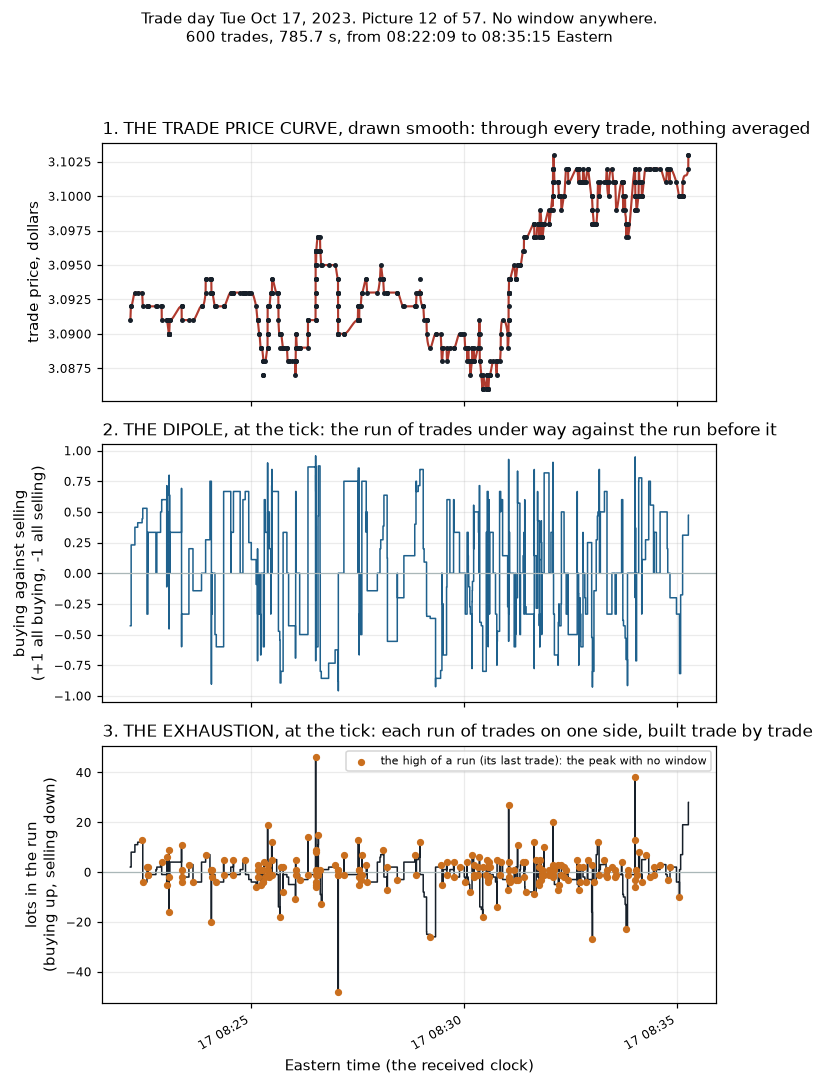 Trade day Tue Oct 17, 2023. Picture 12 of 57. No window anywhere.
600 trades, 785.7 s, from 08:22:09 to 08:35:15 Eastern
1. THE TRADE PRICE CURVE, drawn smooth: through every trade, nothing averaged
trade price, dollars
3.1025
3.1000
3.0975
3.0950
3.0925
3.0900
3.0875
2. THE DIPOLE, at the tick: the run of trades under way against the run before it
buying against selling
(+1 all buying, -1 all selling)
1.00
0.75
0.50
0.25
0.00
−0.25
−0.50
−0.75
−1.00
3. THE EXHAUSTION, at the tick: each run of trades on one side, built trade by trade
lots in the run
(buying up, selling down)
40
20
0
−20
−40
the high of a run (its last trade): the peak with no window
17 08:25
17 08:30
17 08:35
Eastern time (the received clock)